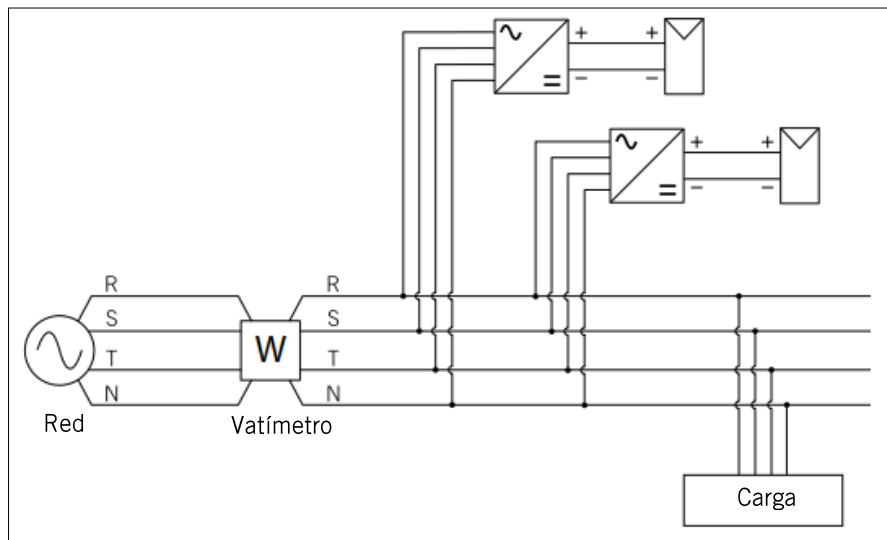 + +
− −
+ +
− −
R R
S S
W
T T
N N
Red Vatímetro
Carga